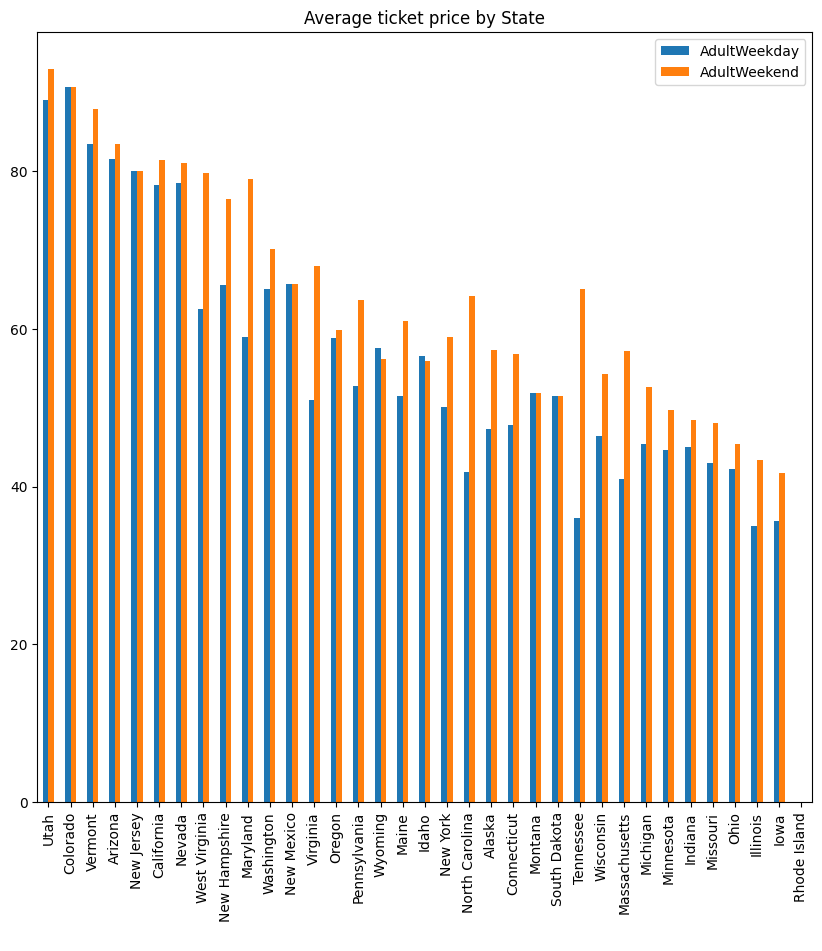 Average ticket price by State
AdultWeekday
AdultWeekend
80
60
40
20
0
Utah
Colorado
Vermont
Arizona
New Jersey
California
Nevada
West Virginia
New Hampshire
Maryland
Washington
New Mexico
Virginia
Oregon
Pennsylvania
Wyoming
Maine
Idaho
New York
North Carolina
Alaska
Connecticut
Montana
South Dakota
Tennessee
Wisconsin
Massachusetts
Michigan
Minnesota
Indiana
Missouri
Ohio
Illinois
Iowa
Rhode Island